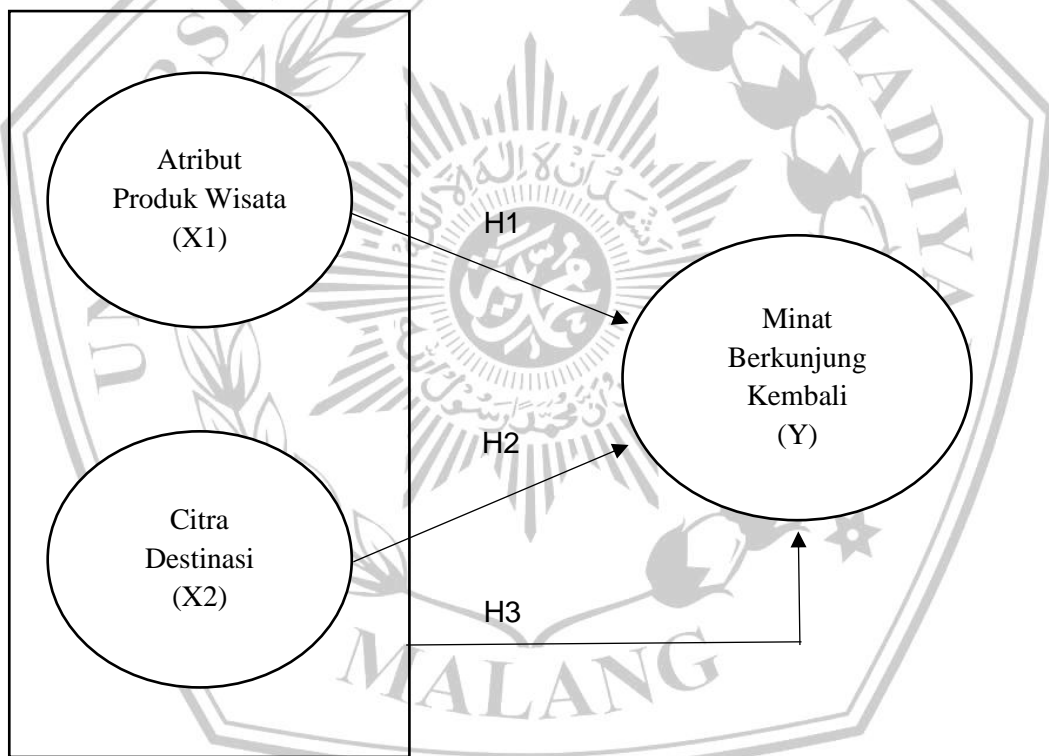 Atribut
Produk Wisata
(X1)
H1
Minat
Berkunjung
Kembali
(Y)
H2
Citra
Destinasi
(X2)
H3
MALANG